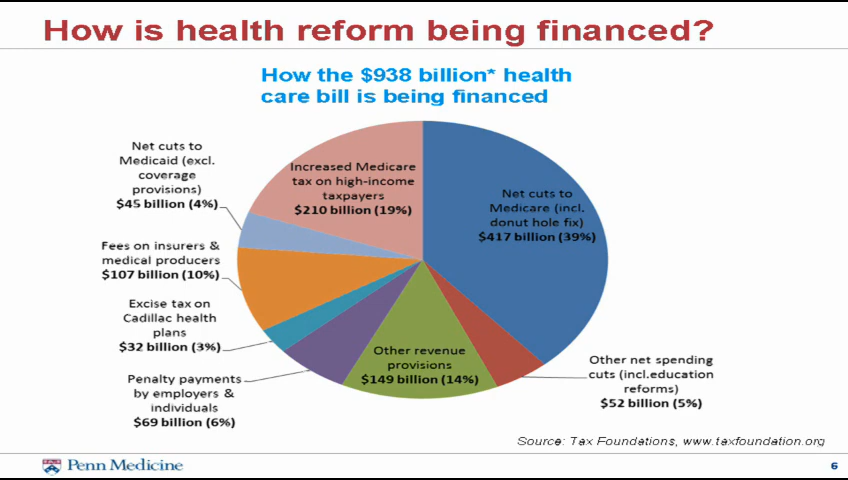 How is health reform being financed?
How the $938 billion* health
care bill is being financed
Net cuts to
Medicaid (excl.
coverage
provisions)
$45 billion (4%)
Increased Medicare
tax on high-income
taxpayers
$210 billion (19%)
Net cuts to
Medicare (incl.
donut hole fix)
$417 billion (39%)
Fees on insurers &
medical producers
$107 billion (10%)
Excise tax on
Cadillac health
plans
$32 billion (3%)
Other revenue
provisions
$149 billion (14%)
Other net spending
cuts (incl.education
reforms)
$52 billion (5%)
Penalty payments
by employers &
individuals
$69 billion (6%)
Source: Tax Foundations, www.taxfoundation.org
Penn Medicine
6